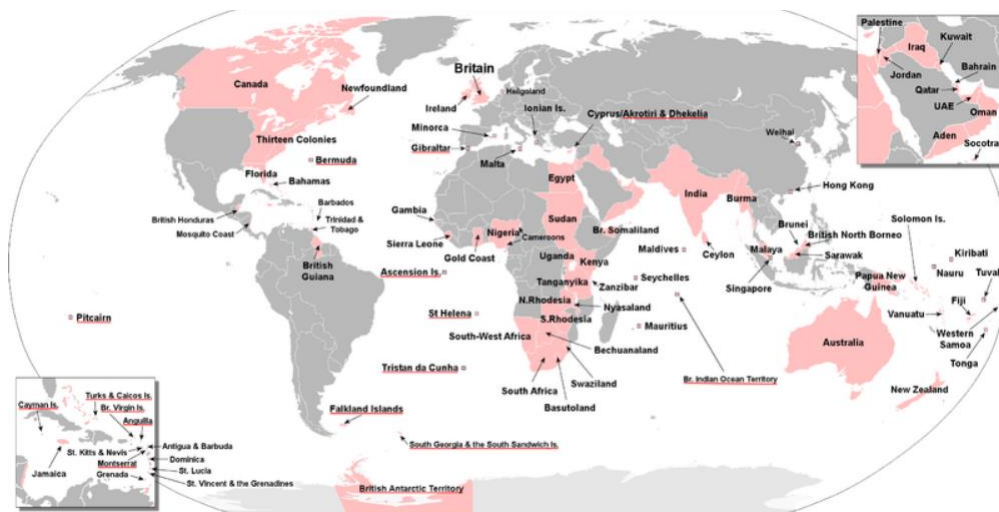 Canada
Newfoundland
Britain
Heligoland
Ireland
Ionian Is.
Minorca
Cyprus/Akrotiri & Dhekelia
Gibraltar
Malta
Weihai
Thirteen Colonies
Bermuda
Florida
Bahamas
British Honduras
Mosquito Coast
Barbados
Trinidad &
Tobago
British
Guiana
Gambia
Sierra Leone
Nigeria
Cameroons
Gold Coast
Egypt
Sudan
Br. Somaliland
Uganda
Kenya
Tanganyika
Zanzibar
N.Rhodesia
Nyasaland
S.Rhodesia
South-West Africa
Bechuanaland
South Africa
Swaziland
Basutoland
Ascension Is.
St Helena
Tristan da Cunha
Falkland Islands
South Georgia & the South Sandwich Is.
British Antarctic Territory
Pitcairn
India
Burma
Hong Kong
Maldives
Ceylon
Seychelles
Mauritius
Br. Indian Ocean Territory
Malaya
Singapore
Brunei
British North Borneo
Sarawak
Solomon Is.
Papua New
Guinea
Kiribati
Nauru
Tuval
Fiji
Vanuatu
Western
Samoa
Tonga
Australia
New Zealand
Palestine
Iraq
Kuwait
Jordan
Bahrain
Qatar
UAE
Oman
Aden
Socotra
Turks & Caicos Is.
Cayman Is.
Br. Virgin Is.
Anguilla
St. Kitts & Nevis
Antigua & Barbuda
Montserrat
Dominica
Jamaica
St. Lucia
Grenada
St. Vincent & the Grenadines